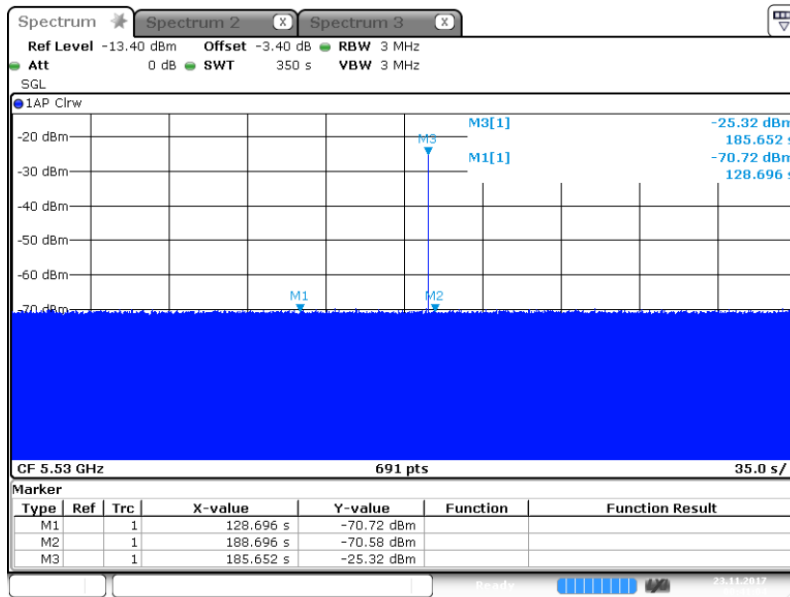 Spectrum Spectrum 2 X Spectrum 3 X
Ref Level -13.40 dBm Offset -3.40 dB RBW 3 MHz
Att 0 dB SWT 350 s VBW 3 MHz
SGL
1AP Clrw
M3[1] -25.32 dBm
185.652 s
M1[1] -70.72 dBm
128.696 s
-20 dBm
M3
-30 dBm
-40 dBm
-50 dBm
-60 dBm
M1 M2
-70 dBm
CF 5.53 GHz 691 pts 35.0 s/
Marker
Type Ref Trc X-value Y-value Function Function Result
M1 1 128.696 s -70.72 dBm
M2 1 188.696 s -70.58 dBm
M3 1 185.652 s -25.32 dBm
Ready 23.11.2017